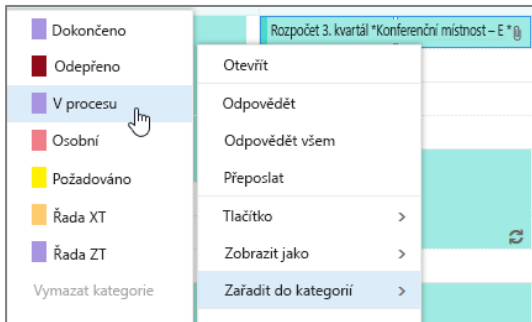 Dokončeno
Odepřeno
V procesu
Osobní
Požadováno
Řada XT
Řada ZT
Vymazat kategorie
Rozpočet 3. kvartál *Konferenční místnost – E *
Otevřít
Odpovědět
Odpovědět všem
Přeposlat
Tlačítko
Zobrazit jako
Zařadit do kategorií